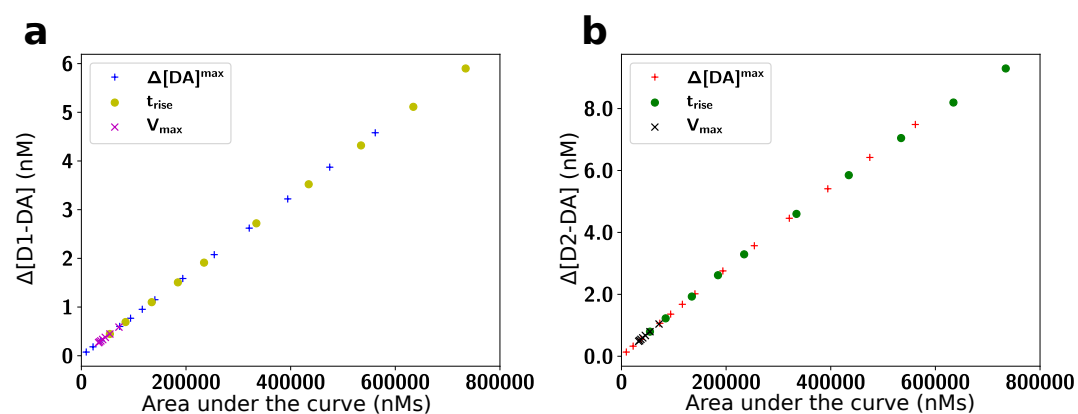 a
Δ[D1-DA] (nM)
6
5
4
3
2
1
0
Δ[DA]max
trise
Vmax
0 200000 400000 600000 800000
Area under the curve (nMs)
b
Δ[D2-DA] (nM)
8.0
6.0
4.0
2.0
0.0
Δ[DA]max
trise
Vmax
0 200000 400000 600000 800000
Area under the curve (nMs)